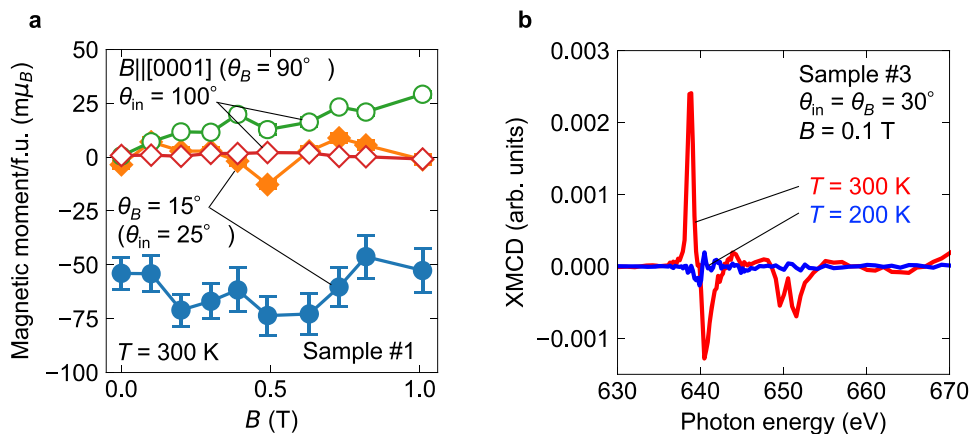 a
50
25
0
−25
−50
−75
−100
Magnetic moment/f.u. (mμB)
B||[0001] (θB = 90°)
θin = 100°
θB = 15°
(θin = 25°)
T = 300 K
Sample #1
0.0
0.5
1.0
B (T)
b
0.003
0.002
0.001
0.000
−0.001
XMCD (arb. units)
Sample #3
θin = θB = 30°
B = 0.1 T
T = 300 K
T = 200 K
630
640
650
660
670
Photon energy (eV)